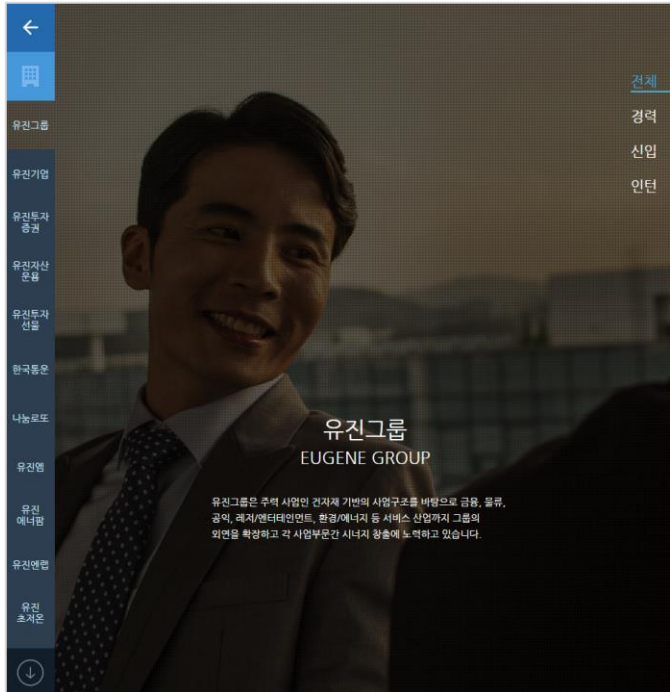 유진그룹
유진기업
유진투자
증권
유진자산
운용
유진투자
선물
한국통운
나눔로또
유진엠
유진
에너팜
유진엔랩
유진
초저온
전체
경력
신입
인턴
유진그룹
EUGENE GROUP
유진그룹은 주력 사업인 건자재 기반의 사업구조를 바탕으로 금융, 물류,
공익, 레저/엔터테인먼트, 환경/에너지 등 서비스 산업까지 그룹의
외연을 확장하고 각 사업부문간 시너지 창출에 노력하고 있습니다.